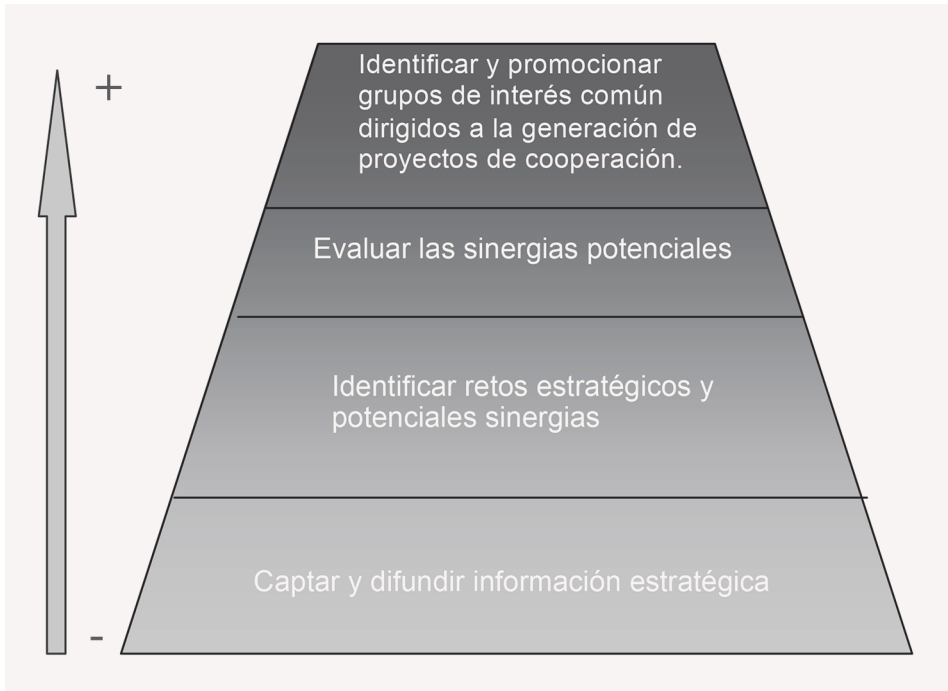 +
Identificar y promocionar
grupos de interés común
dirigidos a la generación de
proyectos de cooperación.
Evaluar las sinergias potenciales
Identificar retos estratégicos y
potenciales sinergias
Captar y difundir información estratégica
-